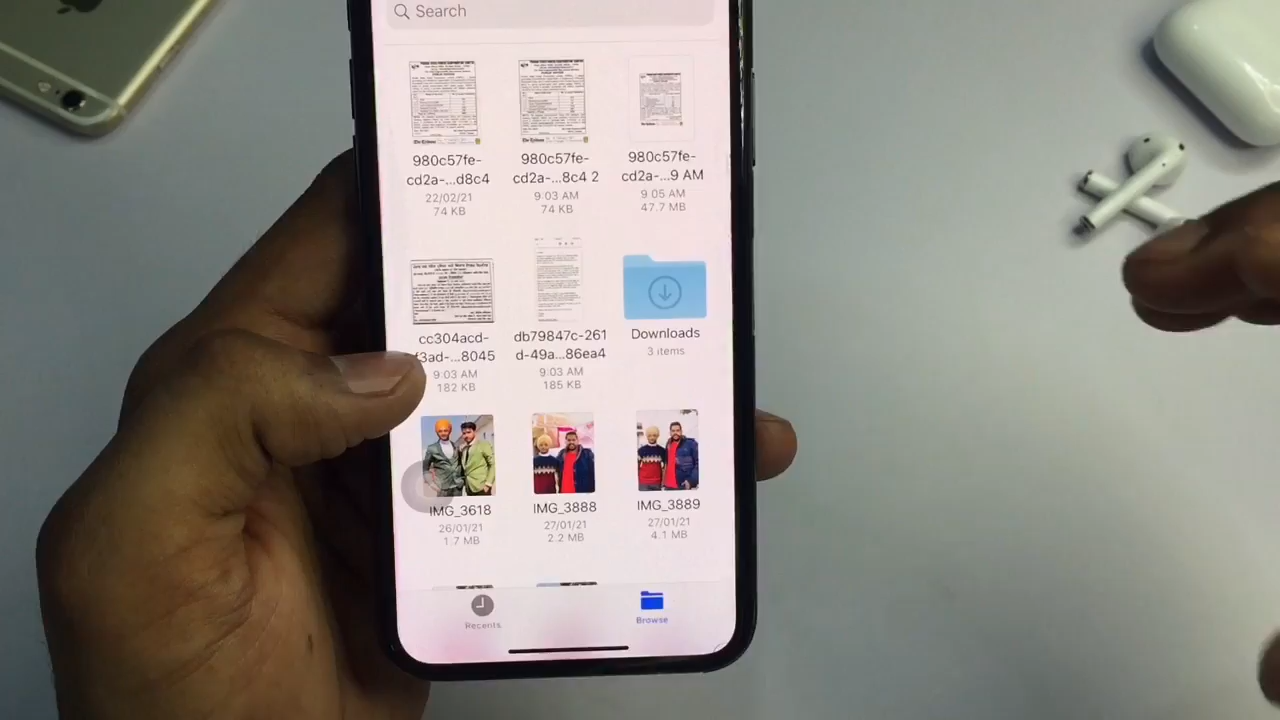 Search
980c57fe-
cd2a-...d8c4
22/02/21
74 KB
980c57fe-
cd2a-...8c4 2
9:03 AM
74 KB
980c57fe-
cd2a-...9 AM
9:05 AM
47.7 MB
cc304acd-
f3ad-...8045
9:03 AM
182 KB
db79847c-261
d-49a...86ea4
9:03 AM
185 KB
Downloads
3 items
IMG_3618
26/01/21
1.7 MB
IMG_3888
27/01/21
2.2 MB
IMG_3889
27/01/21
4.1 MB
Recents
Browse